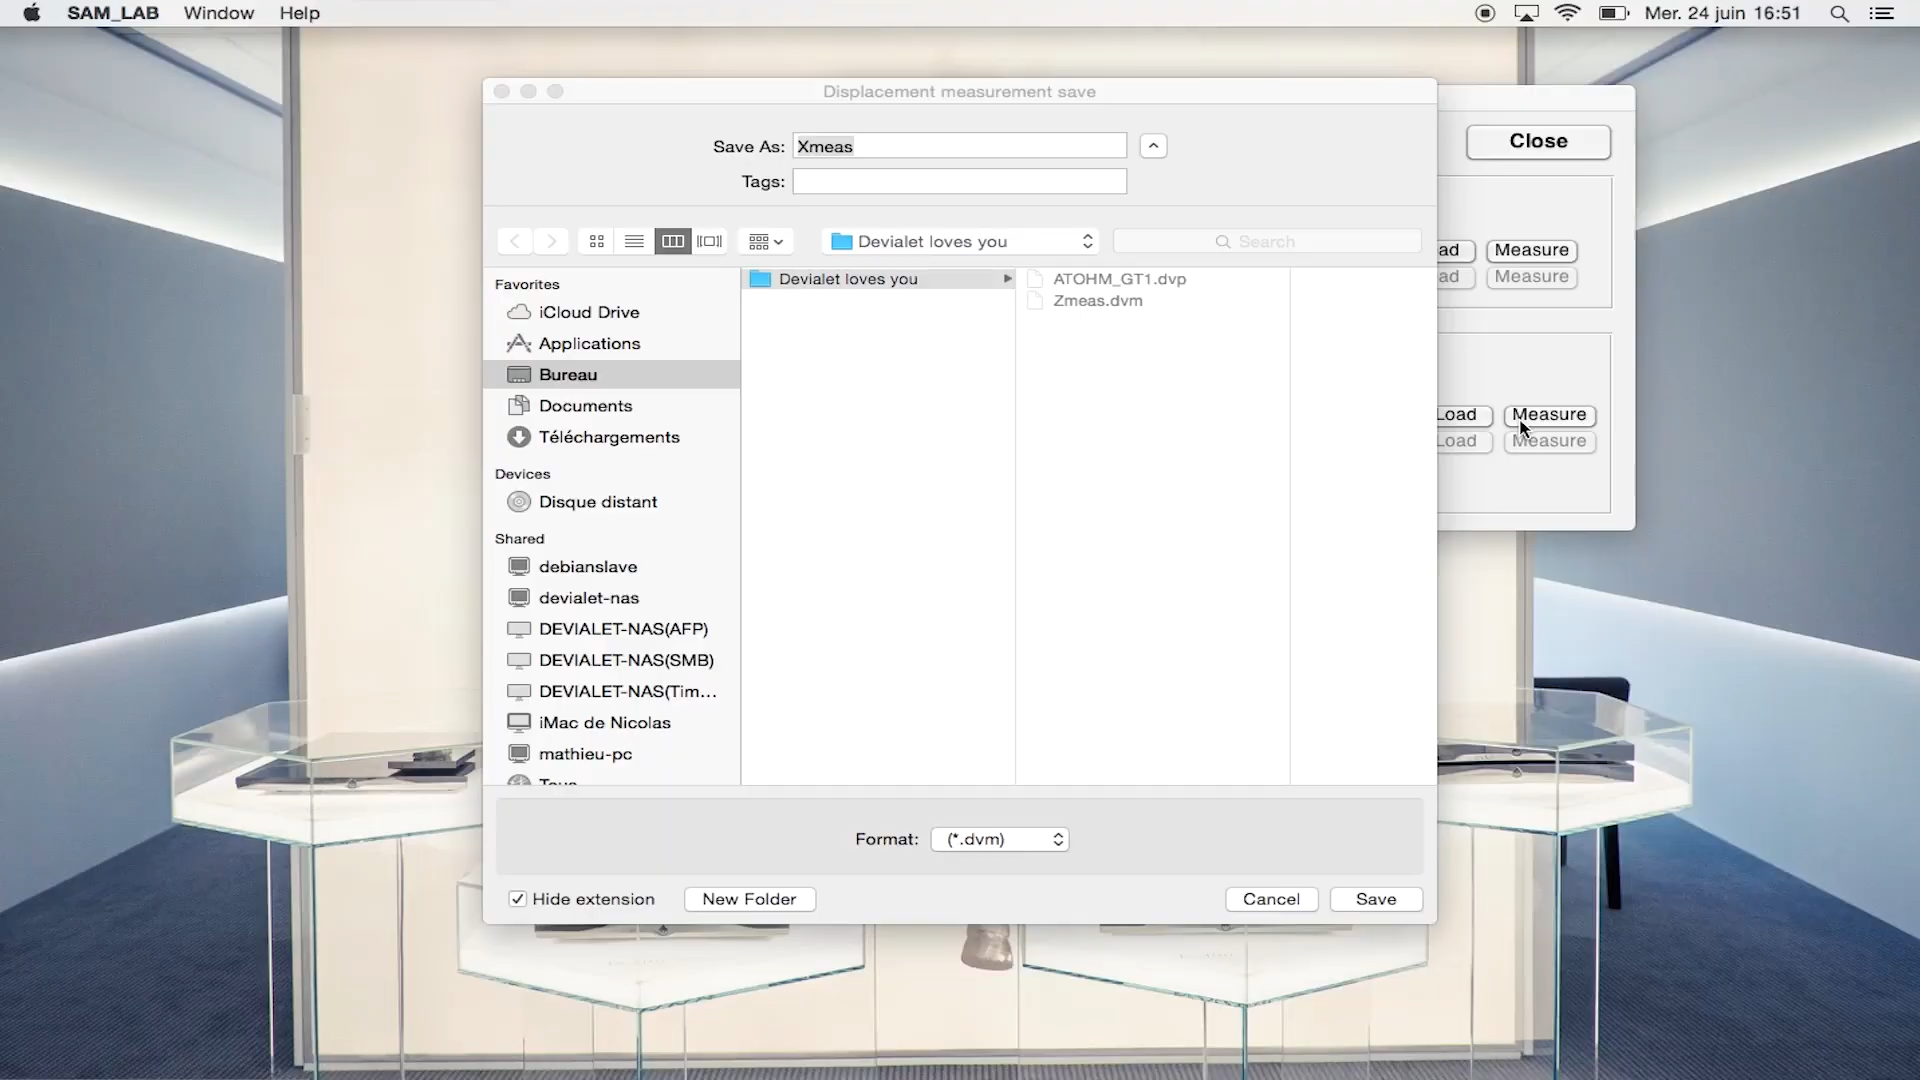 SAM_LAB Window Help Mer. 24 juin 16:51
Displacement measurement save
Save As: Xmeas
Tags:
Close
Devialet loves you
Search
Measure
Measure
Favorites
iCloud Drive
Applications
Bureau
Documents
Téléchargements
Devices
Disque distant
Shared
debianslave
devialet-nas
DEVIALET-NAS(AFP)
DEVIALET-NAS(SMB)
DEVIALET-NAS(Tim...
iMac de Nicolas
mathieu-pc
Devialet loves you
ATOHM_GT1.dvp
Zmeas.dvm
Load Measure
Load Measure
Format: (*.dvm)
Hide extension New Folder Cancel Save